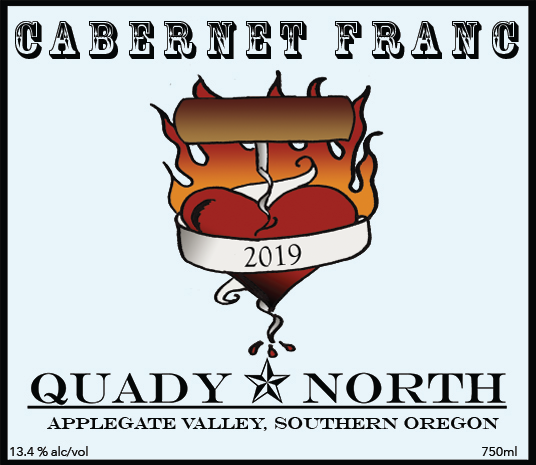 CABERNET FRANC
2019
QUADY NORTH
APPLEGATE VALLEY, SOUTHERN OREGON
13.4 % alc/vol 750ml